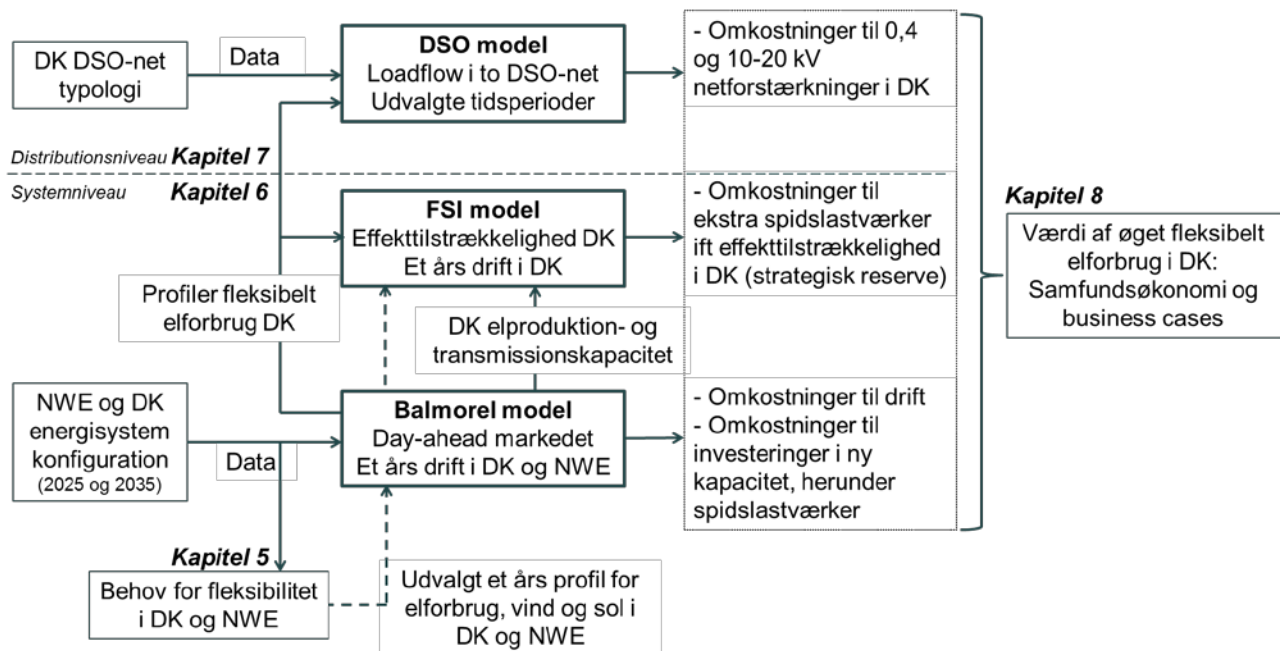 DK DSO-net
typologi
Data
DSO model
Loadflow i to DSO-net
Udvalgte tidsperioder
- Omkostninger til 0,4
og 10-20 kV
netforstærkninger i DK
Distributionsniveau Kapitel 7
Systemniveau Kapitel 6
FSI model
Effekttilstrækkelighed DK
Et års drift i DK
- Omkostninger til
ekstra spidslastværker
ift effekttilstrækkelighed
i DK (strategisk reserve)
Kapitel 8
Værdi af øget fleksibelt
elforbrug i DK:
Samfundsøkonomi og
business cases
Profiler fleksibelt
elforbrug DK
DK elproduktion- og
transmissionskapacitet
NWE og DK
energisystem
konfiguration
(2025 og 2035)
Data
Balmorel model
Day-ahead markedet
Et års drift i DK og NWE
- Omkostninger til drift
- Omkostninger til
investeringer i ny
kapacitet, herunder
spidslastværker
Kapitel 5
Behov for fleksibilitet
i DK og NWE
Udvalgt et års profil for
elforbrug, vind og sol i
DK og NWE